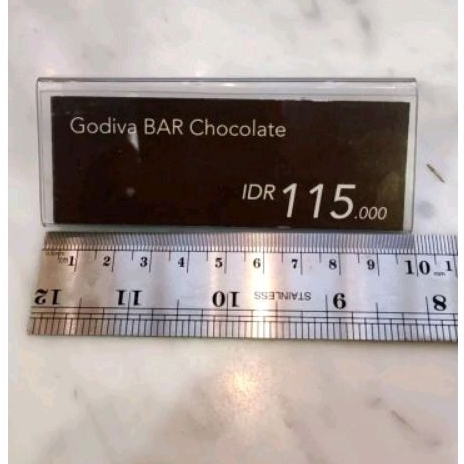 Godiva BAR Chocolate
IDR 115.000
1 2 3 4 5 6 7 8 9 10 1
12 11 10 STAINLESS 9 8